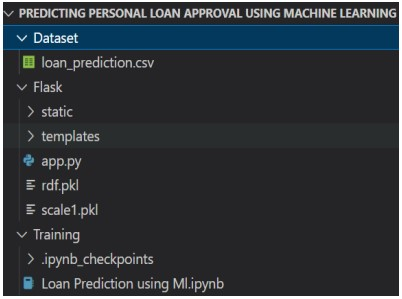 PREDICTING PERSONAL LOAN APPROVAL USING MACHINE LEARNING
Dataset
loan_prediction.csv
Flask
static
templates
app.py
rdf.pkl
scale1.pkl
Training
.ipynb_checkpoints
Loan Prediction using Ml.ipynb